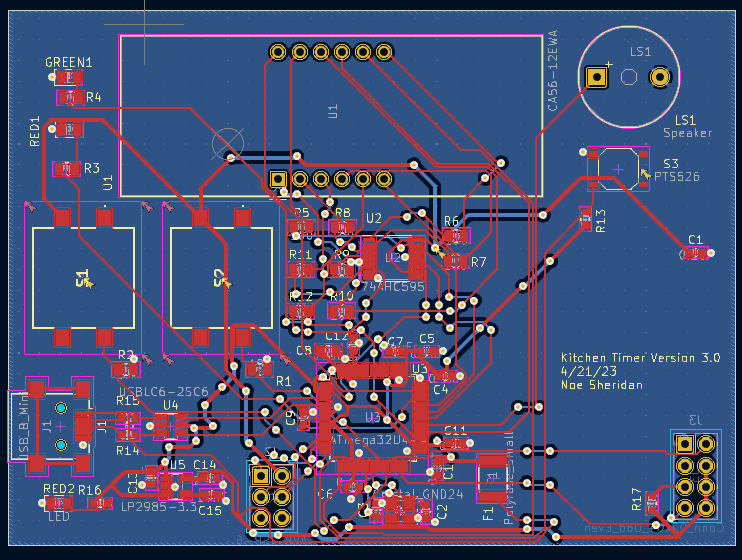 GREEN1
R4
RED1
R3
U1
U1
CA56-12EWA
LS1
LS1
Speaker
S3
PTS526
R13
C1
R5
R8
U2
R6
R11
R9
U2
R7
74AHC595
R12
R10
S1
S2
C8
C12
C7
C5
U3
C4
R2
R1
USBLC6-2SC6
Kitchen Timer Version 3.0
4/21/23
Noe Sheridan
USB_B_Mini
J1
J1
R15
U4
R14
C9
U3
ATmega32U4
C11
U5
C14
C13
C15
LP2985-3.3
RED2
R16
LED
C6
GND24
C2
F1
Polyfuse_Small
R17
J3